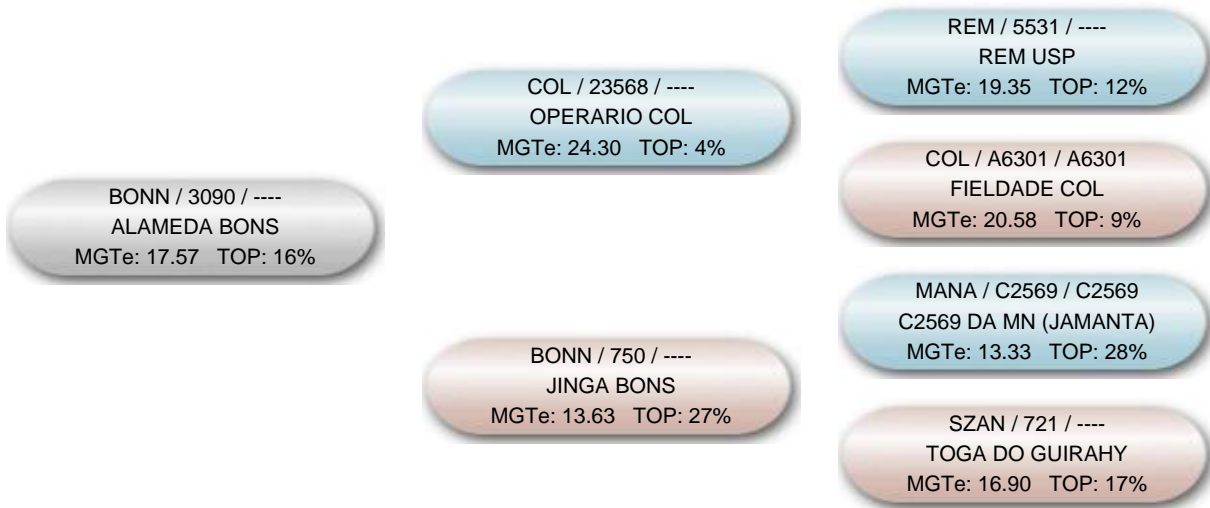 REM / 5531 / ----
REM USP
MGTe: 19.35 TOP: 12%
COL / 23568 / ----
OPERARIO COL
MGTe: 24.30 TOP: 4%
COL / A6301 / A6301
FIELDADE COL
MGTe: 20.58 TOP: 9%
BONN / 3090 / ----
ALAMEDA BONS
MGTe: 17.57 TOP: 16%
MANA / C2569 / C2569
C2569 DA MN (JAMANTA)
MGTe: 13.33 TOP: 28%
BONN / 750 / ----
JINGA BONS
MGTe: 13.63 TOP: 27%
SZAN / 721 / ----
TOGA DO GUIRAHY
MGTe: 16.90 TOP: 17%